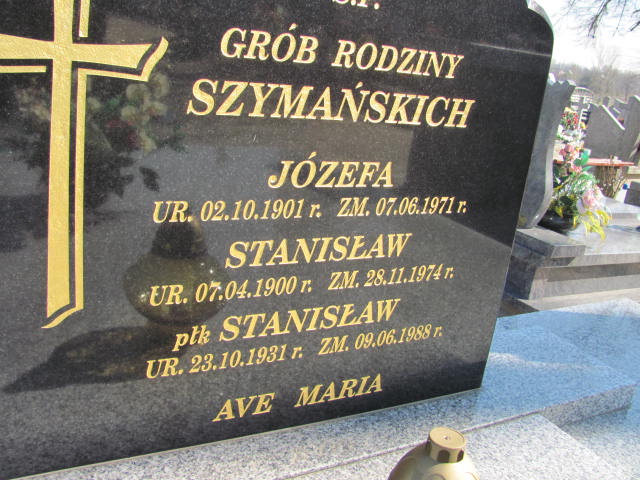 Ś.P.
GRÓB RODZINY
SZYMAŃSKICH
JÓZEFA
UR. 02.10.1901 r. ZM. 07.06.1971 r.
STANISŁAW
UR. 07.04.1900 r. ZM. 28.11.1974 r.
płk STANISŁAW
UR. 23.10.1931 r. ZM. 09.06.1988 r.
AVE MARIA